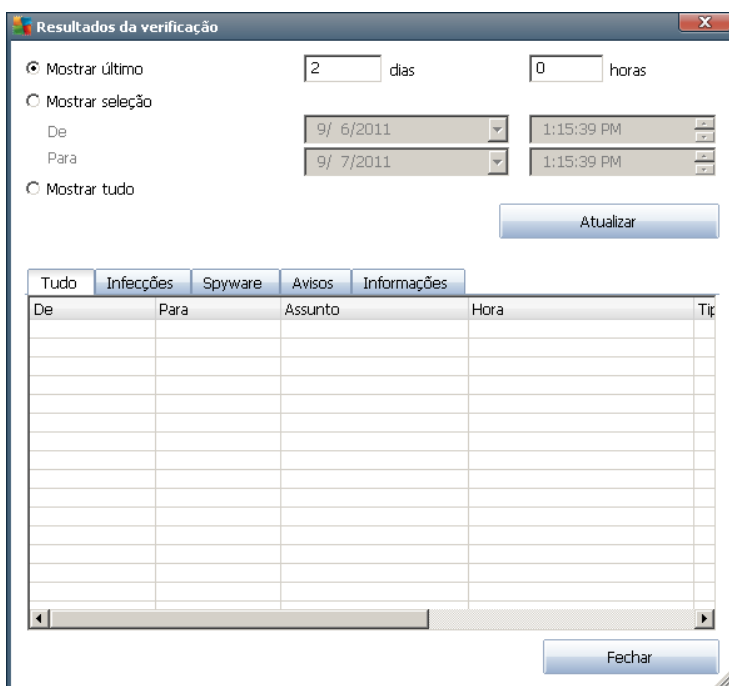 Resultados da verificação
Mostrar último 2 dias 0 horas
Mostrar seleção
De 9/ 6/2011 1:15:39 PM
Para 9/ 7/2011 1:15:39 PM
Mostrar tudo
Atualizar
Tudo Infecções Spyware Avisos Informações
De Para Assunto Hora Tip
Fechar